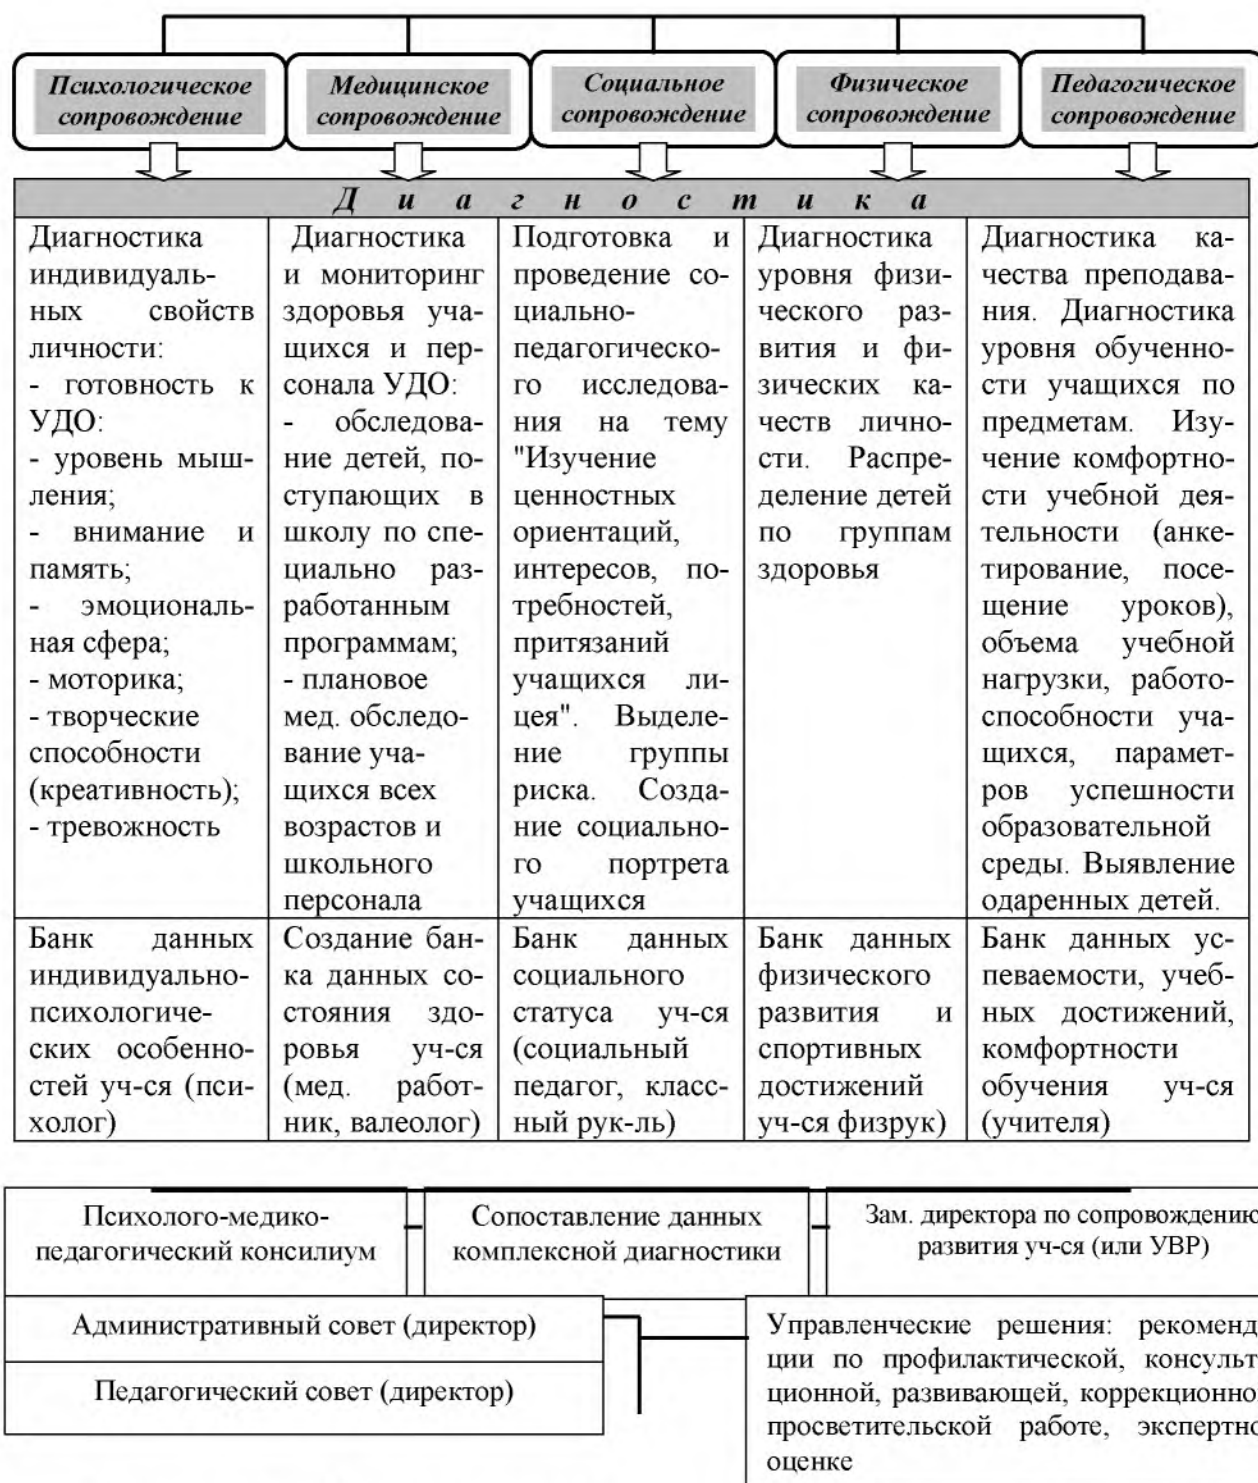 Психологическое
сопровождение
Медицинское
сопровождение
Социальное
сопровождение
Физическое
сопровождение
Педагогическое
сопровождение
Д и а г н о с т и к а
Диагностика
индивидуаль-
ных свойств
личности:
- готовность к
УДО:
- уровень мыш-
ления;
- внимание и
память;
- эмоциональ-
ная сфера;
- моторика;
- творческие
способности
(креативность);
- тревожность
Диагностика
и мониторинг
здоровья уча-
щихся и пер-
сонала УДО:
- обследова-
ние детей, по-
ступающих в
школу по спе-
циально раз-
работанным
программам;
- плановое
мед. обследо-
вание уча-
щихся всех
возрастов и
школьного
персонала
Подготовка и
проведение со-
циально-
педагогическо-
го исследова-
ния на тему
"Изучение
ценностных
ориентаций,
интересов, по-
требностей,
притязаний
учащихся ли-
цея". Выделе-
ние группы
риска. Созда-
ние социально-
го портрета
учащихся
Диагностика
уровня физи-
ческого раз-
вития и фи-
зических ка-
честв лично-
сти. Распре-
деление детей
по группам
здоровья
Диагностика ка-
чества преподава-
ния. Диагностика
уровня обученно-
сти учащихся по
предметам. Изу-
чение комфортно-
сти учебной дея-
тельности (анке-
тирование, посе-
щение уроков),
объема учебной
нагрузки, работо-
способности уча-
щихся, парамет-
ров успешности
образовательной
среды. Выявление
одаренных детей.
Банк данных
индивидуально-
психологиче-
ских особенно-
стей уч-ся (пси-
холог)
Создание бан-
ка данных со-
стояния здо-
ровья уч-ся
(мед. работ-
ник, валеолог)
Банк данных
социального
статуса уч-ся
(социальный
педагог, класс-
ный рук-ль)
Банк данных
физического
развития и
спортивных
достижений
уч-ся физрук)
Банк данных ус-
певаемости, учеб-
ных достижений,
комфортности
обучения уч-ся
(учителя)
Психолого-медико-
педагогический консилиум
Сопоставление данных
комплексной диагностики
Зам. директора по сопровождению
развития уч-ся (или УВР)
Административный совет (директор)
Педагогический совет (директор)
Управленческие решения: рекоменд
ции по профилактической, консульт
ционной, развивающей, коррекционно
просветительской работе, экспертно
оценке